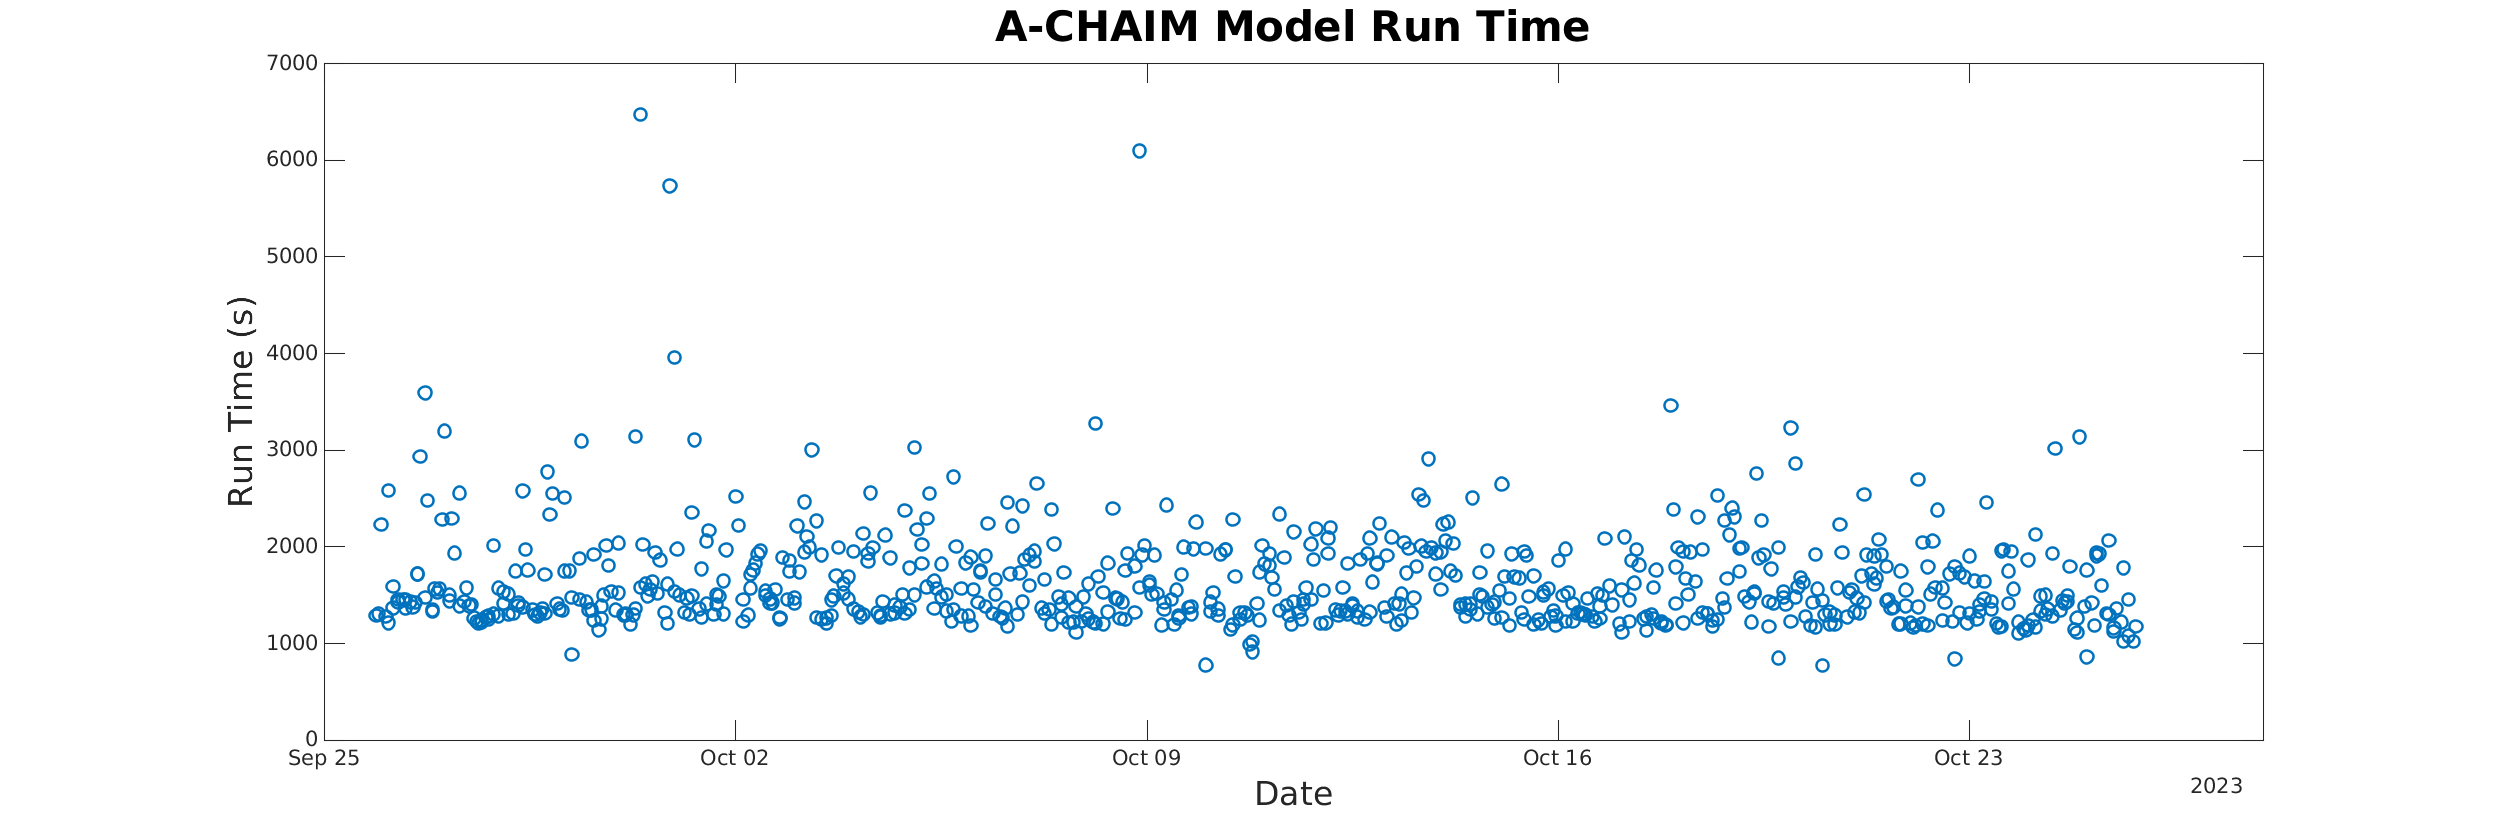 A-CHAIM Model Run Time
7000
6000
5000
4000
3000
2000
1000
0
Run Time (s)
Sep 25 Oct 02 Oct 09 Oct 16 Oct 23
2023
Date